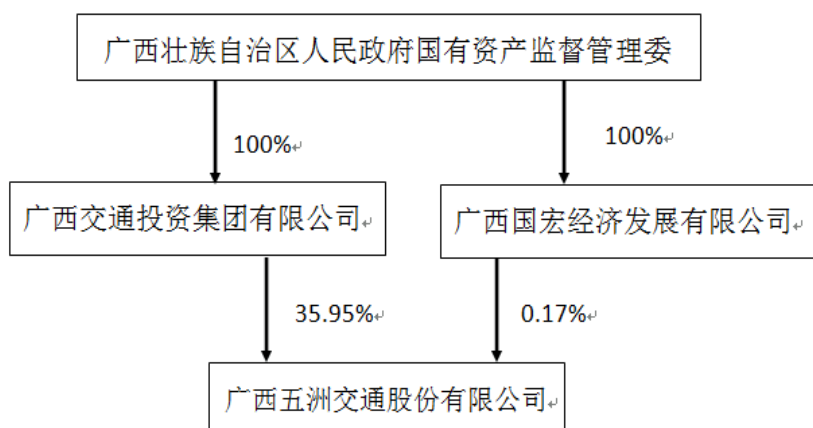 广西壮族自治区人民政府国有资产监督管理委
100%↵
100%↵
广西交通投资集团有限公司↵
广西国宏经济发展有限公司↵
35.95%↵
0.17%↵
广西五洲交通股份有限公司↵